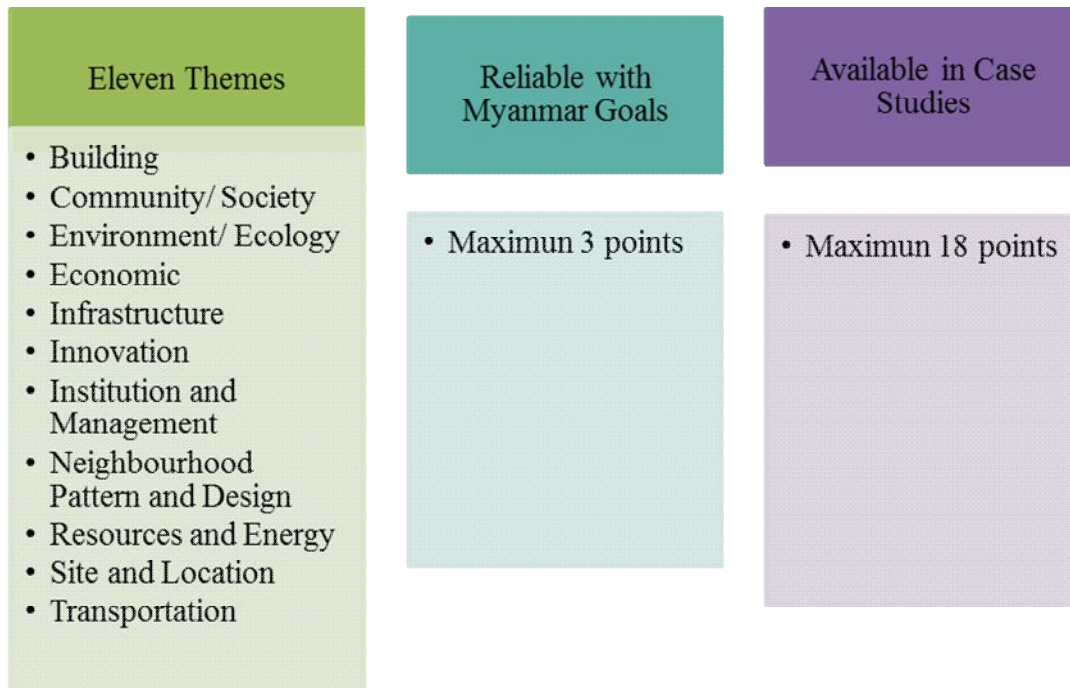 Eleven Themes
• Building
• Community/ Society
• Environment/ Ecology
• Economic
• Infrastructure
• Innovation
• Institution and
Management
• Neighbourhood
Pattern and Design
• Resources and Energy
• Site and Location
• Transportation
Reliable with
Myanmar Goals
• Maximun 3 points
Available in Case
Studies
• Maximun 18 points